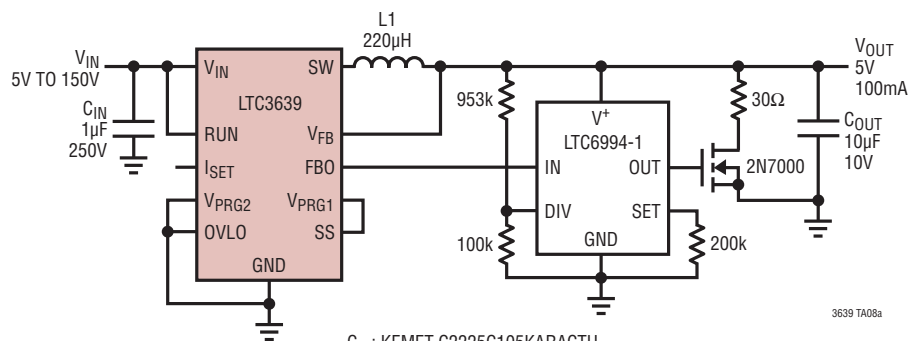 L1
220µH
VIN
5V TO 150V
CIN
1µF
250V
VIN
SW
LTC3639
RUN
VFB
ISET
FBO
VPRG2
VPRG1
OVLO
SS
GND
953k
100k
V+
LTC6994-1
IN
OUT
DIV
SET
GND
200k
30Ω
2N7000
VOUT
5V
100mA
COUT
10µF
10V
3639 TA08a